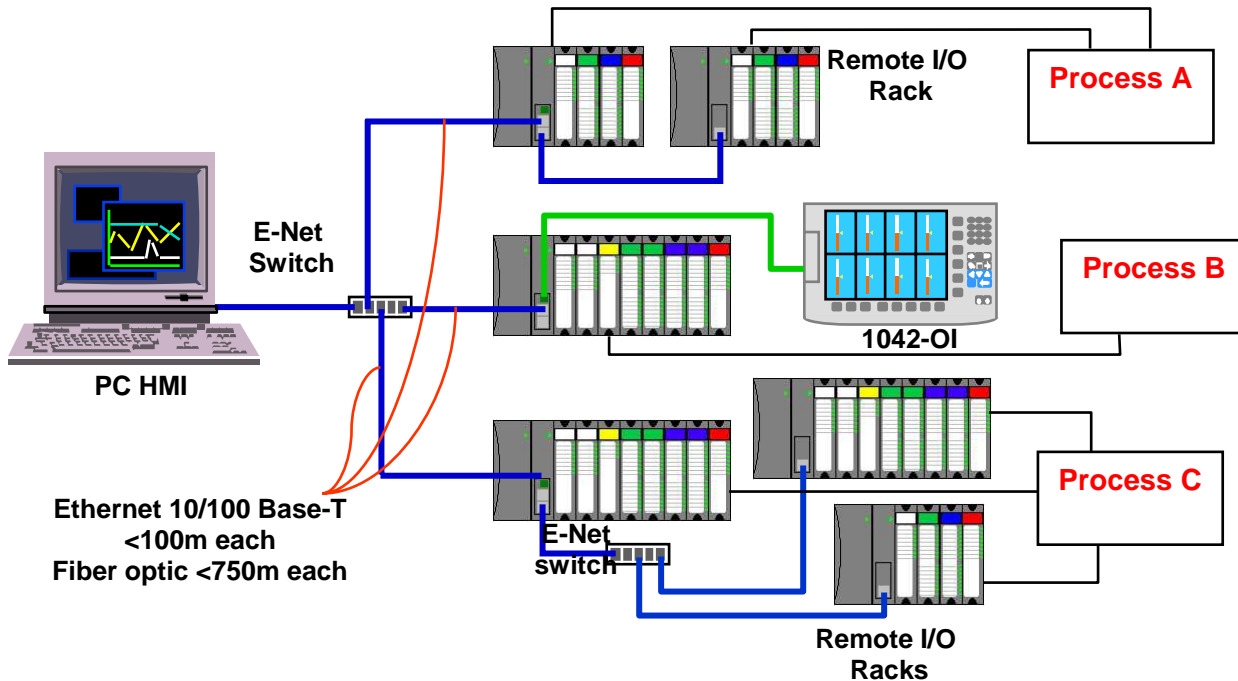 Remote I/O
Rack
Process A
E-Net
Switch
Process B
1042-OI
PC HMI
Process C
Ethernet 10/100 Base-T
<100m each
Fiber optic <750m each
E-Net
switch
Remote I/O
Racks